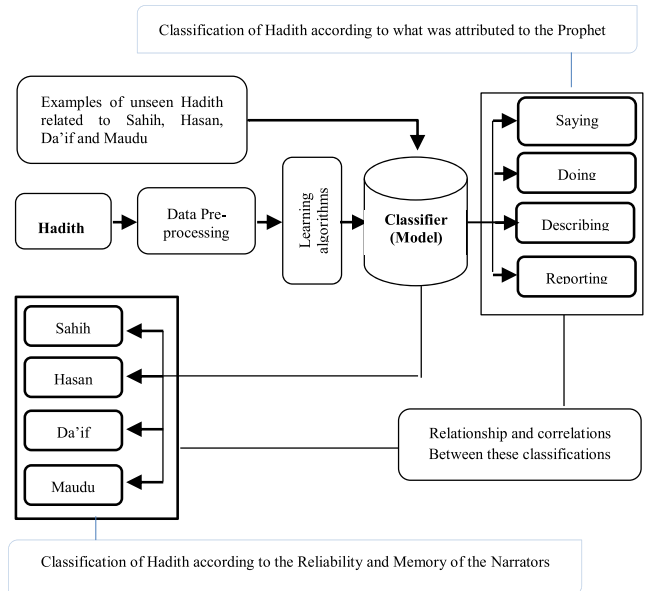 Classification of Hadith according to what was attributed to the Prophet
Examples of unseen Hadith
related to Sahih, Hasan,
Da’if and Maudu
Saying
Doing
Describing
Reporting
Hadith
Data Pre-
processing
Learning
algorithms
Classifier
(Model)
Sahih
Hasan
Da’if
Maudu
Relationship and correlations
Between these classifications
Classification of Hadith according to the Reliability and Memory of the Narrators